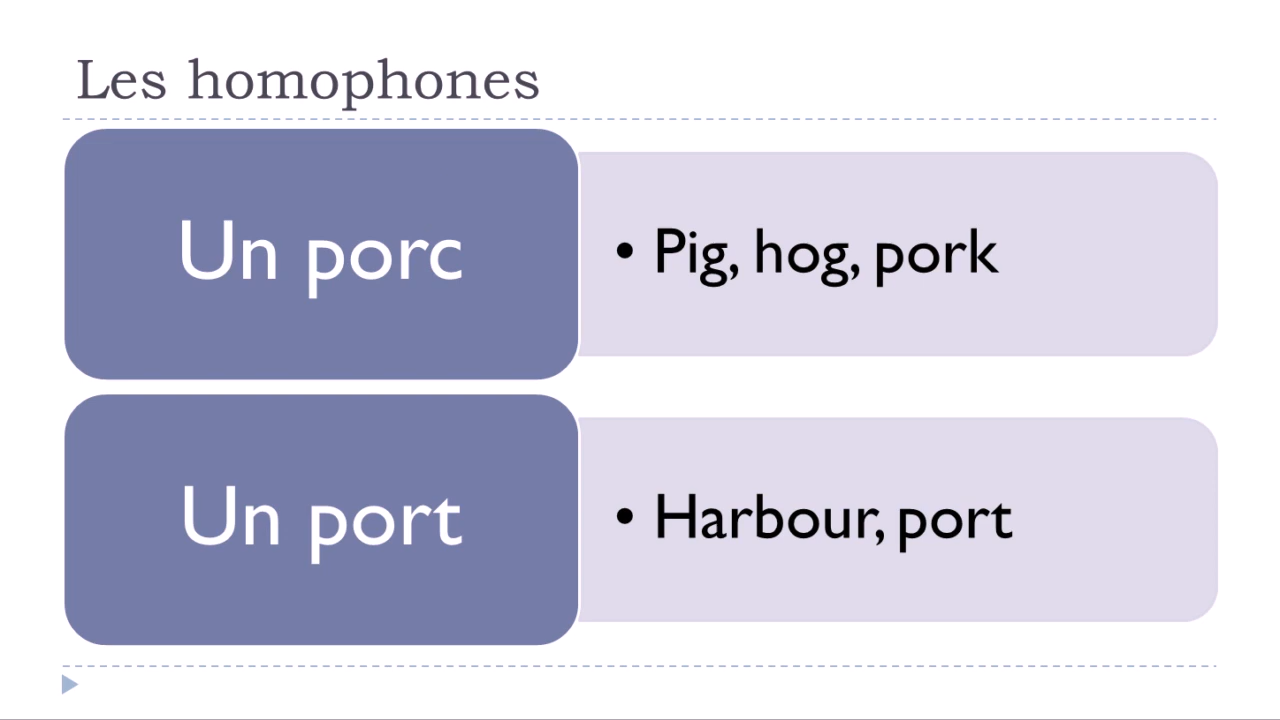 Les homophones
Un porc
• Pig, hog, pork
Un port
• Harbour, port